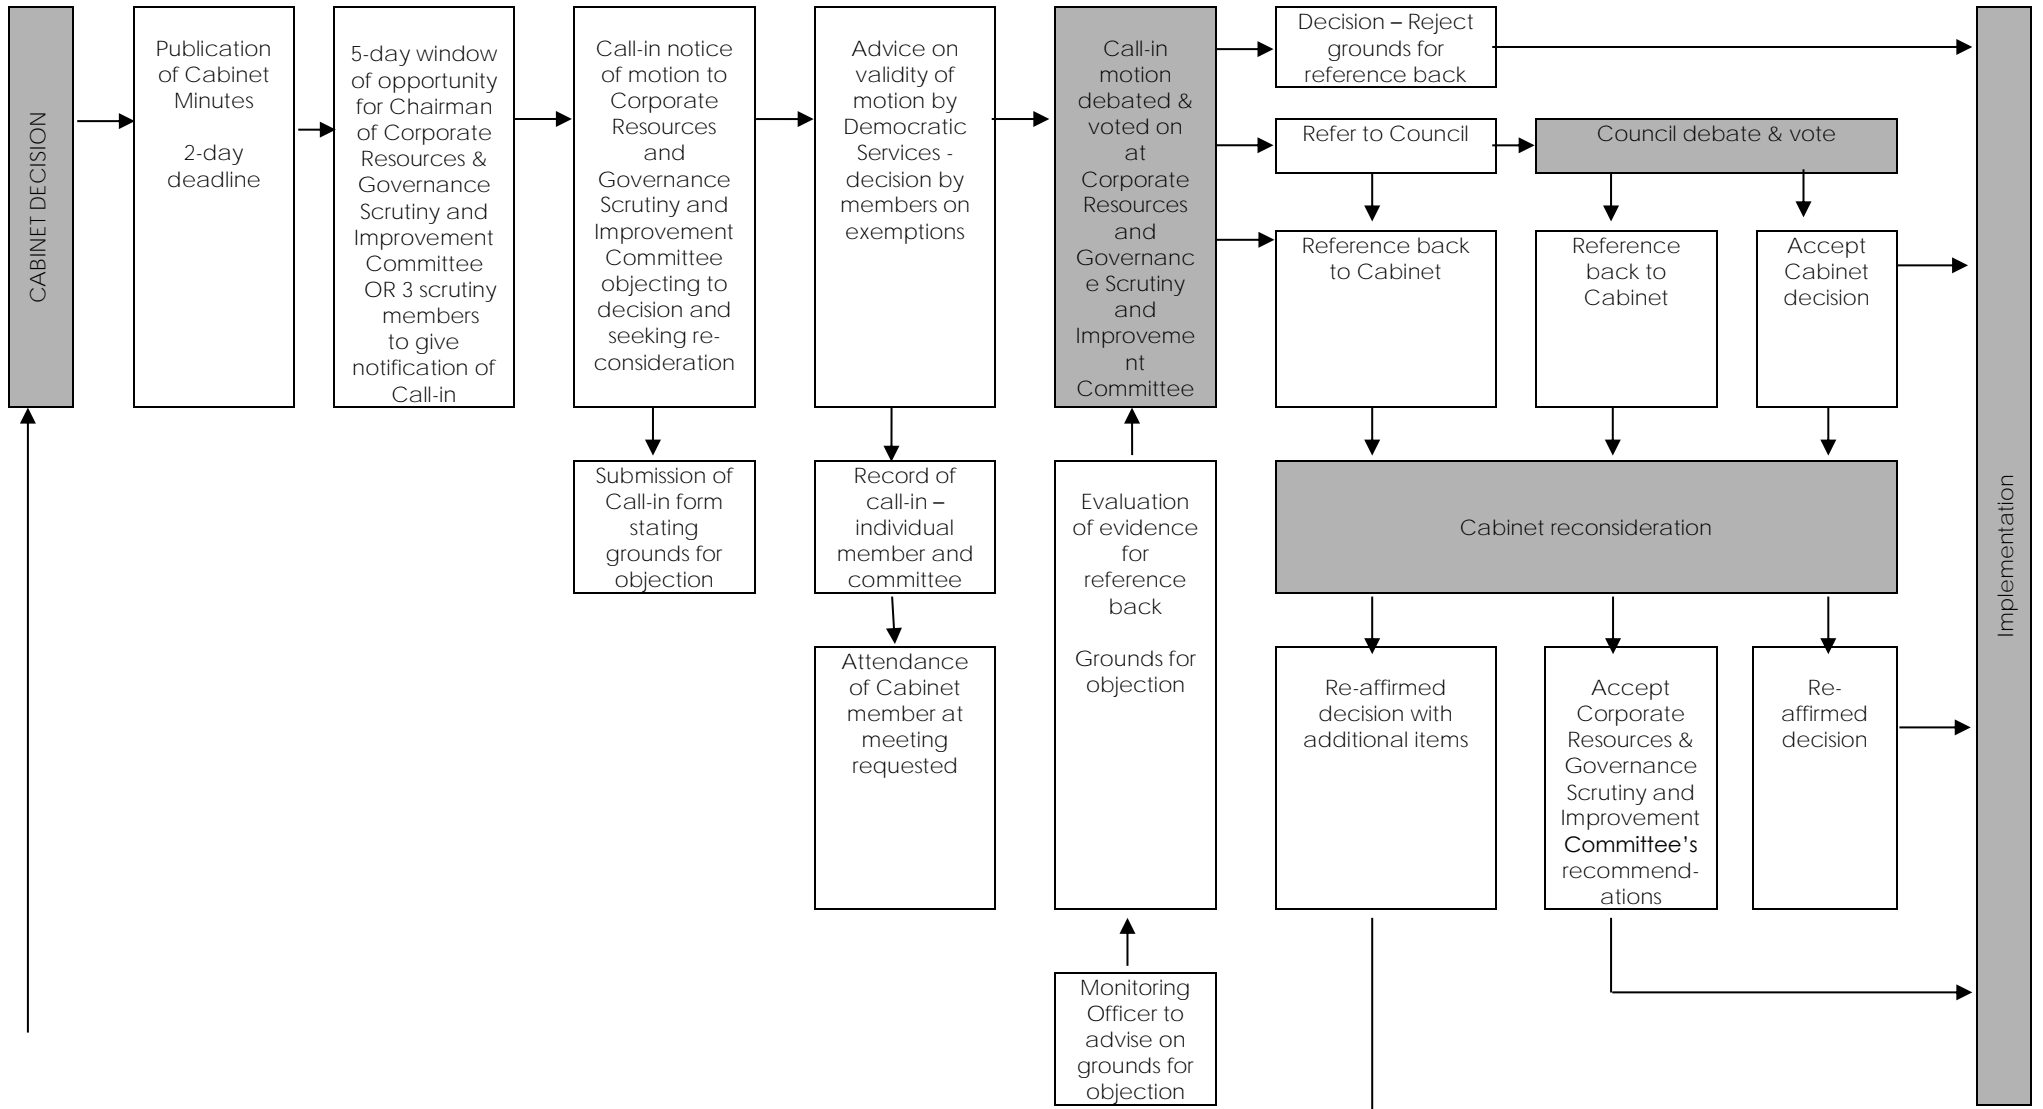 CABINET DECISION
Publication
of Cabinet
Minutes
2-day
deadline
5-day window
of opportunity
for Chairman
of Corporate
Resources &
Governance
Scrutiny and
Improvement
Committee
OR 3 scrutiny
members
to give
notification of
Call-in
Call-in notice
of motion to
Corporate
Resources
and
Governance
Scrutiny and
Improvement
Committee
objecting to
decision and
seeking re-
consideration
Submission of
Call-in form
stating
grounds for
objection
Advice on
validity of
motion by
Democratic
Services -
decision by
members on
exemptions
Record of
call-in –
individual
member and
committee
Attendance
of Cabinet
member at
meeting
requested
Call-in
motion
debated &
voted on
at
Corporate
Resources
and
Governanc
e Scrutiny
and
Improveme
nt
Committee
Evaluation
of evidence
for
reference
back
Grounds for
objection
Monitoring
Officer to
advise on
grounds for
objection
Decision – Reject
grounds for
reference back
Refer to Council
Council debate & vote
Reference back
to Cabinet
Reference
back to
Cabinet
Accept
Cabinet
decision
Cabinet reconsideration
Re-affirmed
decision with
additional items
Accept
Corporate
Resources &
Governance
Scrutiny and
Improvement
Committee’s
recommend-
ations
Re-
affirmed
decision
Implementation